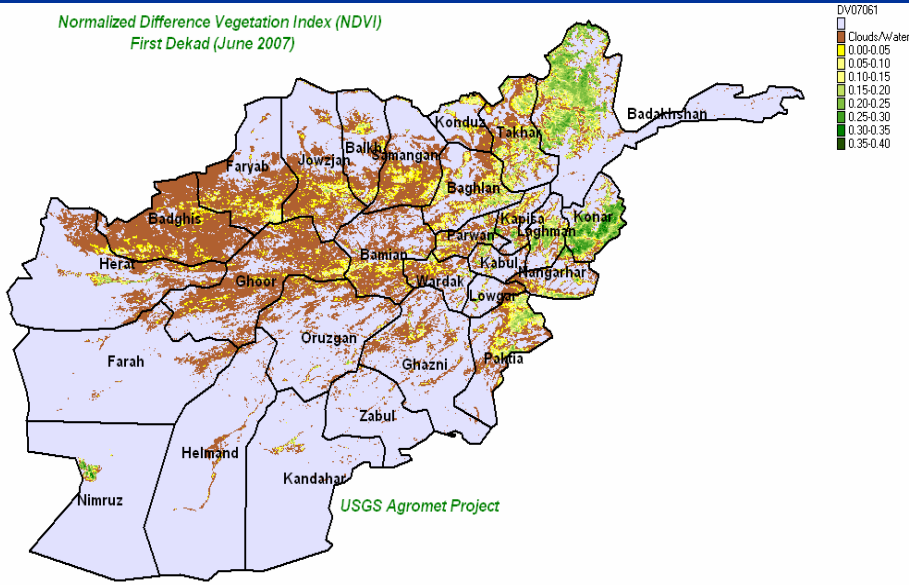 Normalized Difference Vegetation Index (NDVI)
First Dekad (June 2007)
DV07061
Clouds/Water
0.00-0.05
0.05-0.10
0.10-0.15
0.15-0.20
0.20-0.25
0.25-0.30
0.30-0.35
0.35-0.40
Badakhshan
Konduz
Takhar
Balkh
Jowzjan
Samangan
Faryab
Baghlan
Badghis
Kapisa
Konar
Laghman
Parwan
Herat
Bamian
Kabul
Nangarhar
Ghoor
Wardak
Lowgar
Oruzgan
Farah
Ghazni
Paktia
Zabul
Helmand
Kandahar
Nimruz
USGS Agromet Project